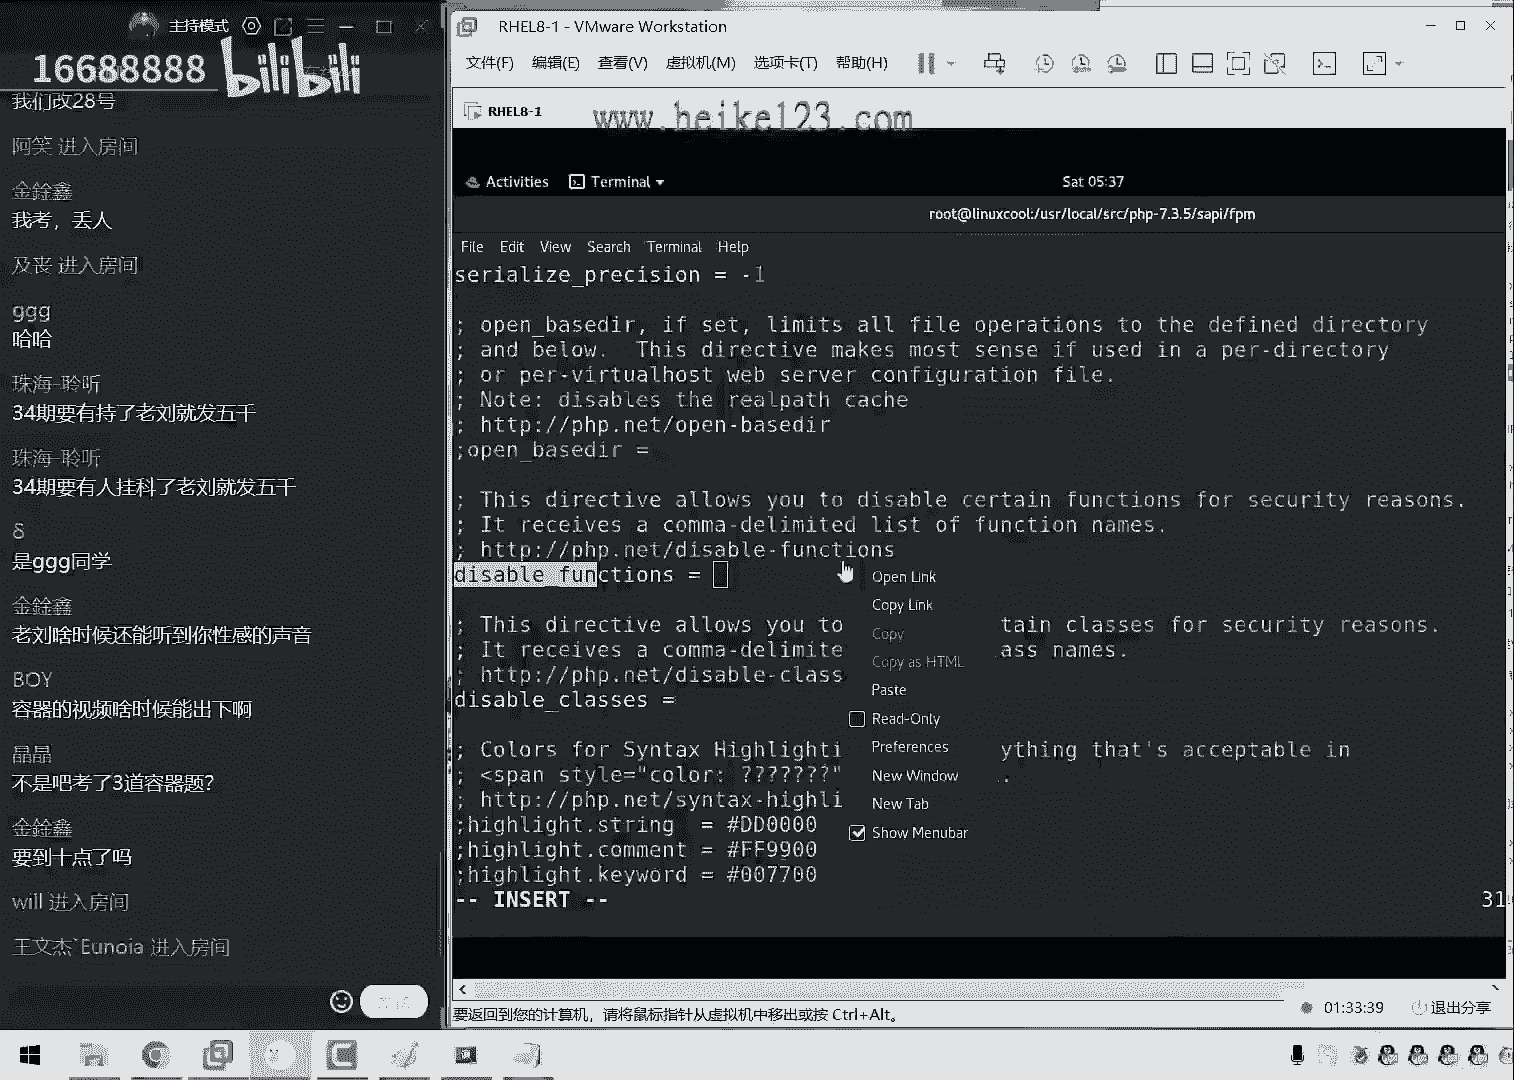 主持模式
16688888 bilibili
我们改28号
阿笑 进入房间
金銓鑫
我考，丢人
及丧 进入房间
ggg
哈哈
珠海-聆听
34期要有持了老刘就发五千
珠海-聆听
34期要有人挂科了老刘就发五千
δ
是ggg同学
金銓鑫
老刘啥时候还能听到你性感的声音
BOY
容器的视频啥时候能出下啊
晶晶
不是吧考了3道容器题？
金銓鑫
要到十点了吗
will 进入房间
王文杰`Eunoia 进入房间
RHEL8-1 - VMware Workstation
文件(F) 编辑(E) 查看(V) 虚拟机(M) 选项卡(T) 帮助(H)
RHEL8-1
www.heike123.com
Activities Terminal Sat 05:37
root@linuxcool:/usr/local/src/php-7.3.5/sapi/fpm
File Edit View Search Terminal Help
serialize_precision = -1
; open_basedir, if set, limits all file operations to the defined directory
; and below.  This directive makes most sense if used in a per-directory
; or per-virtualhost web server configuration file.
; Note: disables the realpath cache
; http://php.net/open-basedir
;open_basedir =
; This directive allows you to disable certain functions for security reasons.
; It receives a comma-delimited list of function names.
; http://php.net/disable-functions
disable_functions =
; This directive allows you to tain classes for security reasons.
; It receives a comma-delimite ass names.
; http://php.net/disable-class
disable_classes =
; Colors for Syntax Highlighti ything that's acceptable in
; <span style="color: ???????" .
; http://php.net/syntax-highli
;highlight.string  = #DD0000
;highlight.comment = #FF9900
;highlight.keyword = #007700
-- INSERT -- 31
Open Link
Copy Link
Copy
Copy as HTML
Paste
Read-Only
Preferences
New Window
New Tab
Show Menubar
要返回到您的计算机，请将鼠标指针从虚拟机中移出或按 Ctrl+Alt。
01:33:39 退出分享